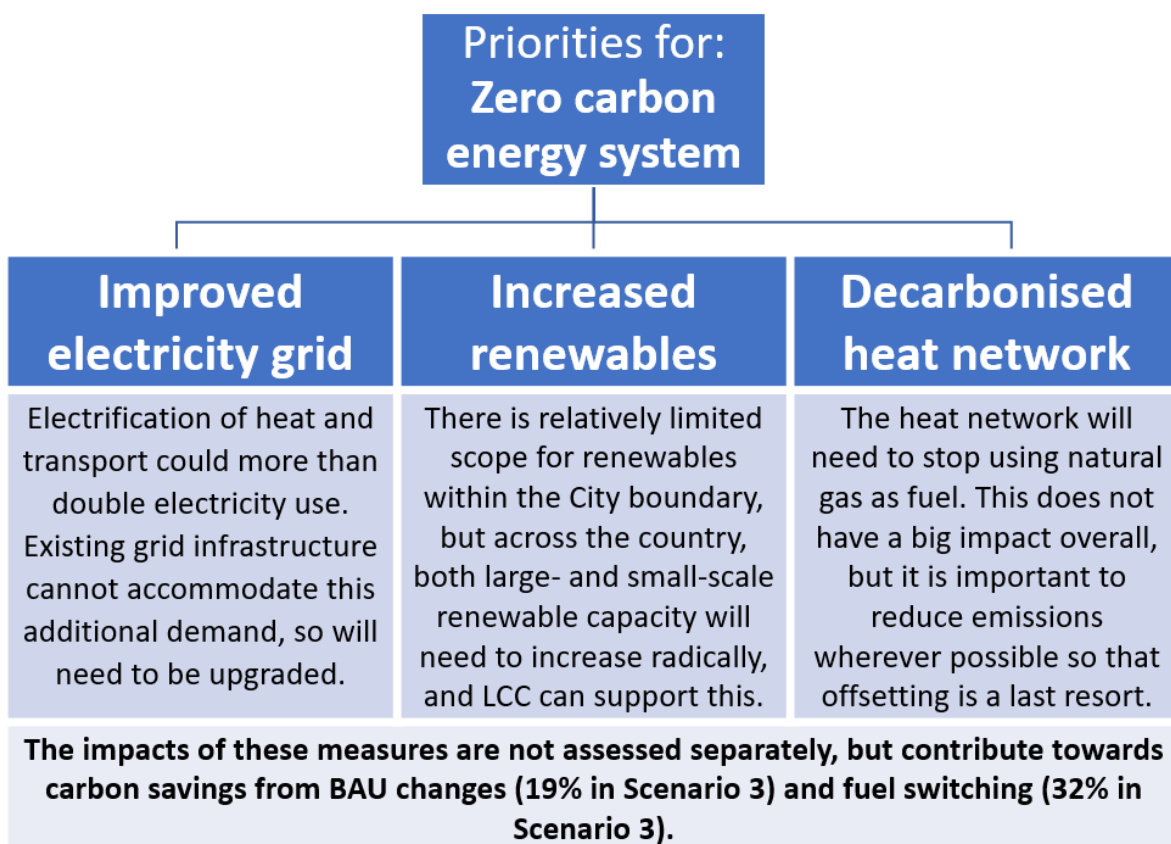 Priorities for:
Zero carbon
energy system
Improved
electricity grid
Electrification of heat and
transport could more than
double electricity use.
Existing grid infrastructure
cannot accommodate this
additional demand, so will
need to be upgraded.
Increased
renewables
There is relatively limited
scope for renewables
within the City boundary,
but across the country,
both large- and small-scale
renewable capacity will
need to increase radically,
and LCC can support this.
Decarbonised
heat network
The heat network will
need to stop using natural
gas as fuel. This does not
have a big impact overall,
but it is important to
reduce emissions
wherever possible so that
offsetting is a last resort.
The impacts of these measures are not assessed separately, but contribute towards
carbon savings from BAU changes (19% in Scenario 3) and fuel switching (32% in
Scenario 3).